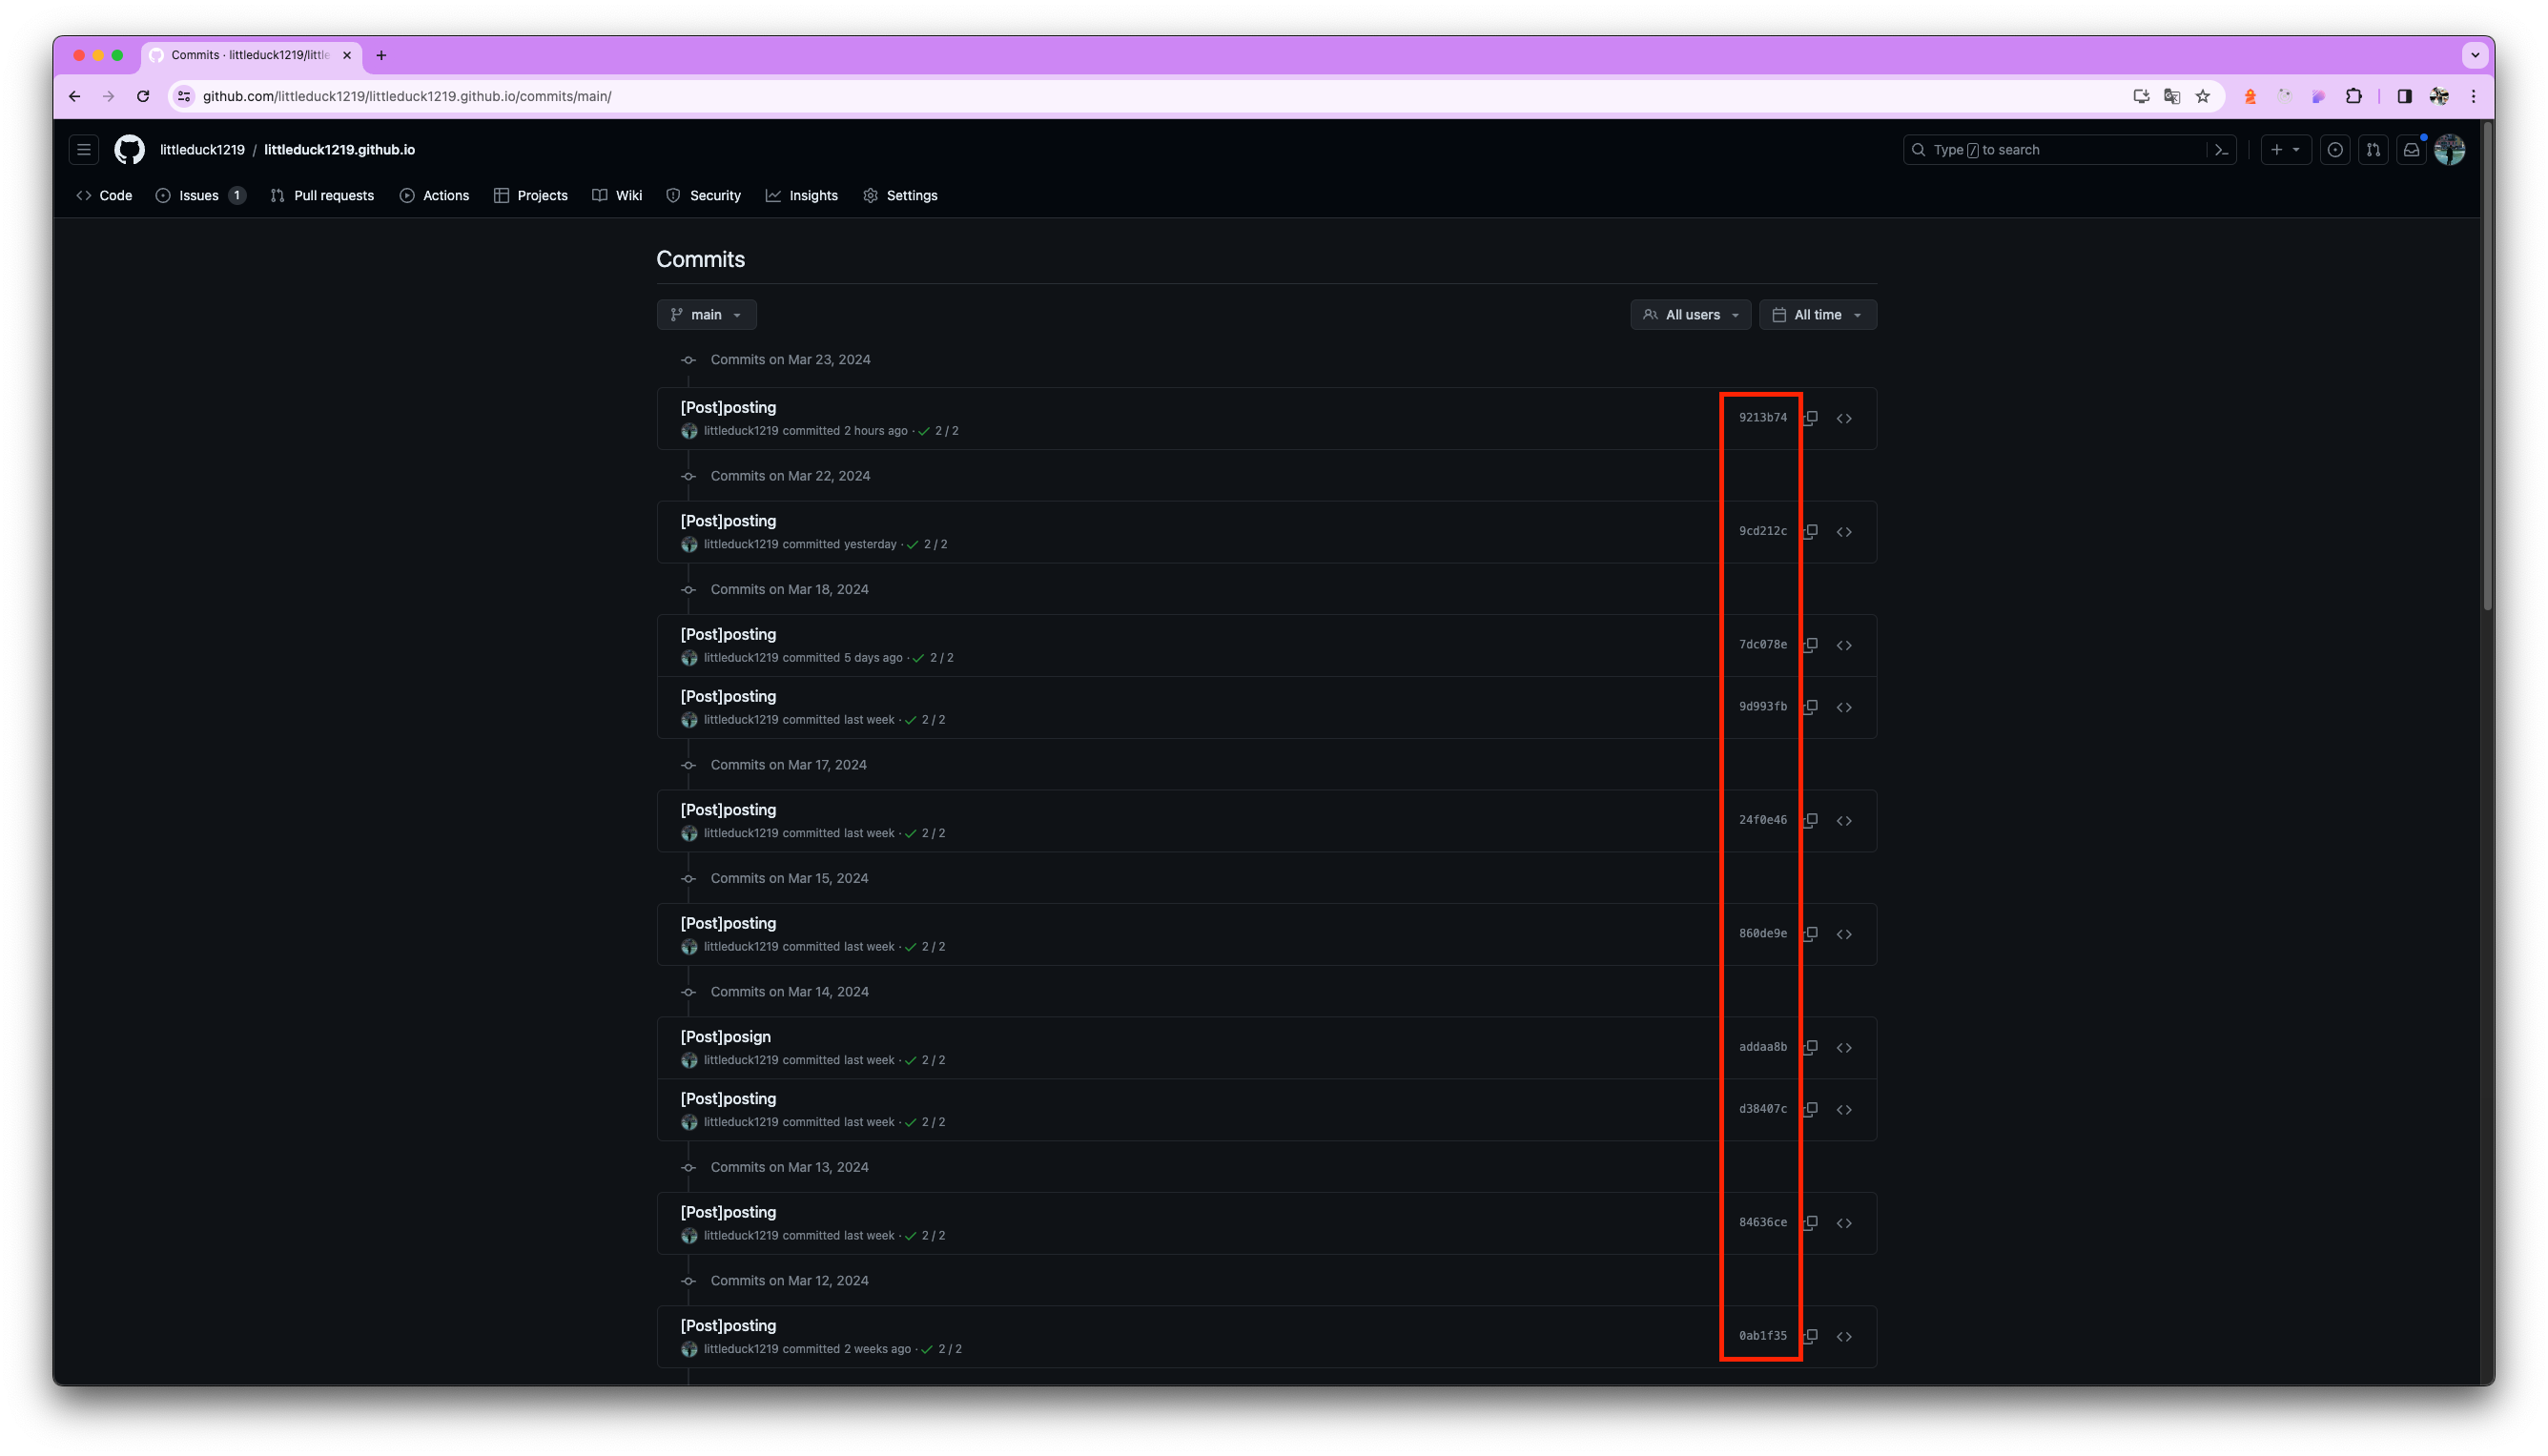 Commits · littleduck1219/little
github.com/littleduck1219/littleduck1219.github.io/commits/main/
littleduck1219 / littleduck1219.github.io
Type / to search
Code Issues 1 Pull requests Actions Projects Wiki Security Insights Settings
Commits
main All users All time
Commits on Mar 23, 2024
[Post]posting
9213b74
littleduck1219 committed 2 hours ago · 2 / 2
Commits on Mar 22, 2024
[Post]posting
9cd212c
littleduck1219 committed yesterday · 2 / 2
Commits on Mar 18, 2024
[Post]posting
7dc078e
littleduck1219 committed 5 days ago · 2 / 2
[Post]posting
9d993fb
littleduck1219 committed last week · 2 / 2
Commits on Mar 17, 2024
[Post]posting
24f0e46
littleduck1219 committed last week · 2 / 2
Commits on Mar 15, 2024
[Post]posting
860de9e
littleduck1219 committed last week · 2 / 2
Commits on Mar 14, 2024
[Post]posign
addaa8b
littleduck1219 committed last week · 2 / 2
[Post]posting
d38407c
littleduck1219 committed last week · 2 / 2
Commits on Mar 13, 2024
[Post]posting
84636ce
littleduck1219 committed last week · 2 / 2
Commits on Mar 12, 2024
[Post]posting
0ab1f35
littleduck1219 committed 2 weeks ago · 2 / 2